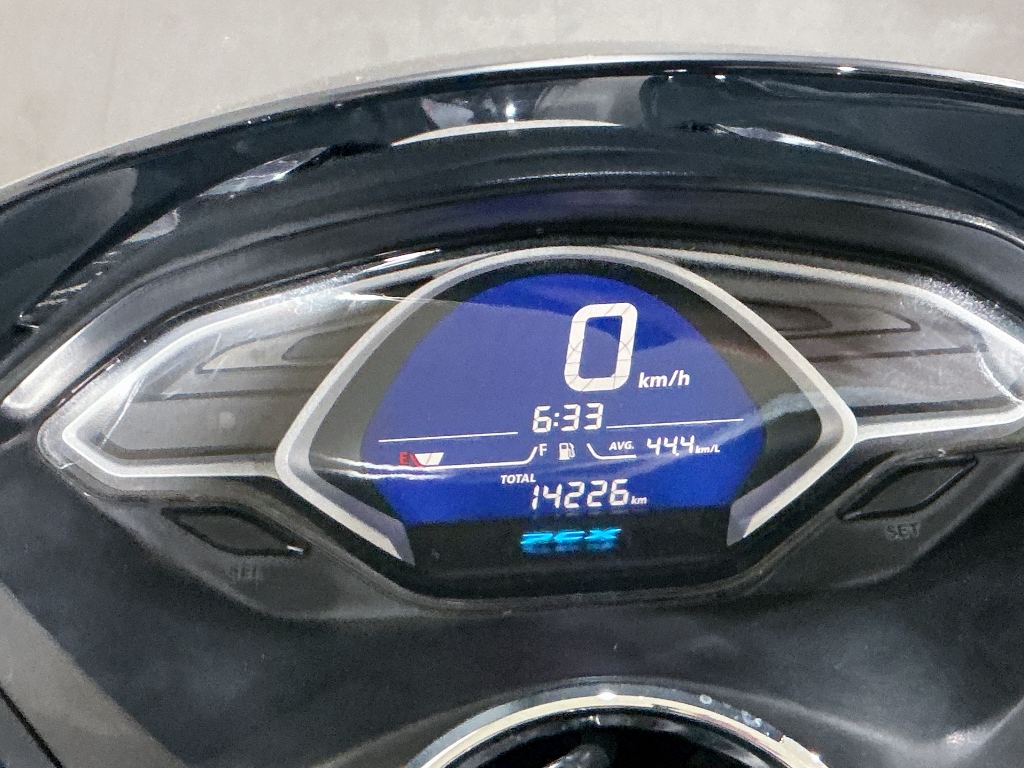 0 km/h
6:33
E F AVG. 44.4 km/L
TOTAL
14226 km
PCX
SET